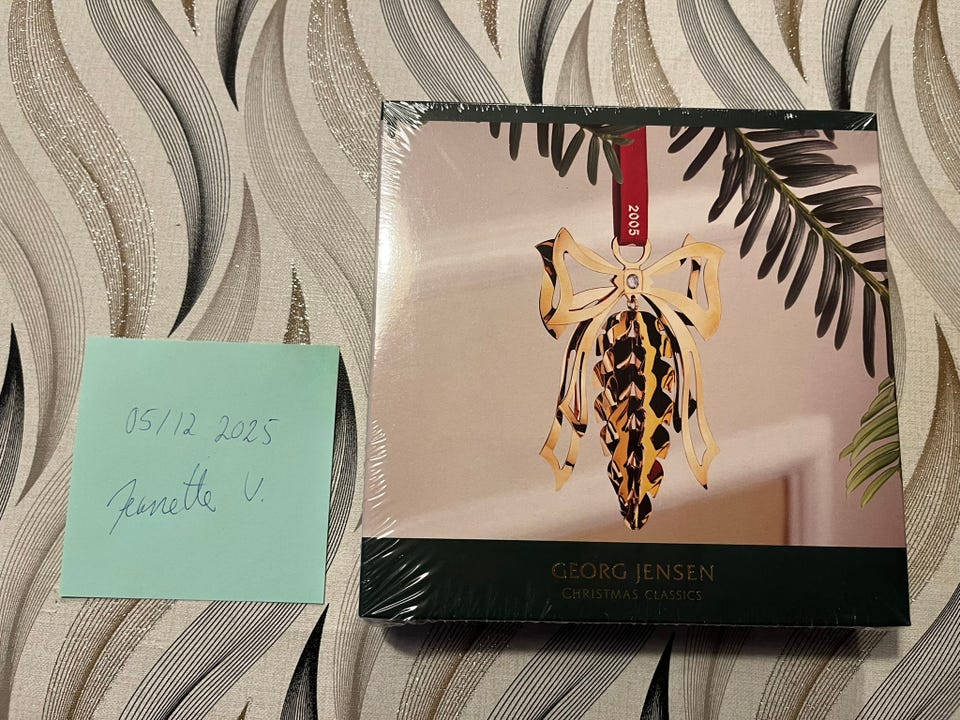 05/12 2025
Jeanette V.
2005
GEORG JENSEN
CHRISTMAS CLASSICS